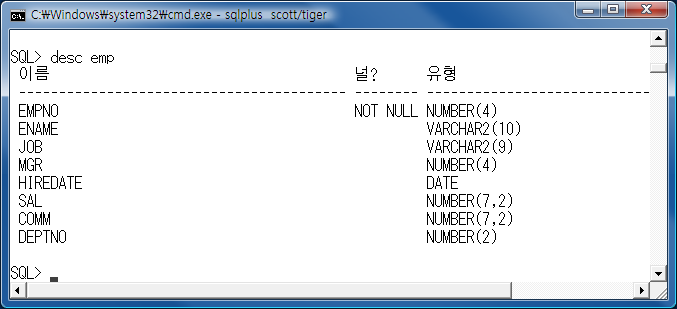 C:₩Windows₩system32₩cmd.exe - sqlplus  scott/tiger
SQL> desc emp
이름 널? 유형
----------------------------------------- -------- ----------------------------
EMPNO NOT NULL NUMBER(4)
ENAME VARCHAR2(10)
JOB VARCHAR2(9)
MGR NUMBER(4)
HIREDATE DATE
SAL NUMBER(7,2)
COMM NUMBER(7,2)
DEPTNO NUMBER(2)
SQL>